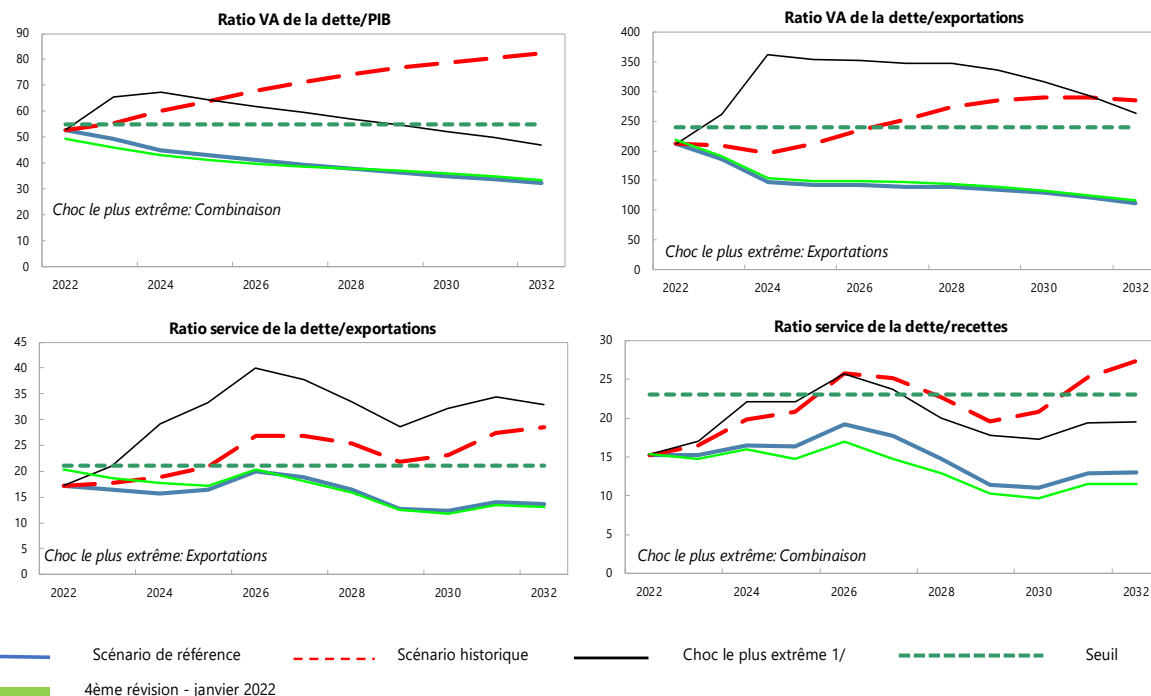 Ratio VA de la dette/PIB
90
80
70
60
50
40
30
20
10
0
Choc le plus extrême: Combinaison
2022 2024 2026 2028 2030 2032
Ratio VA de la dette/exportations
400
350
300
250
200
150
100
50
0
Choc le plus extrême: Exportations
2022 2024 2026 2028 2030 2032
Ratio service de la dette/exportations
45
40
35
30
25
20
15
10
5
0
Choc le plus extrême: Exportations
2022 2024 2026 2028 2030 2032
Ratio service de la dette/recettes
30
25
20
15
10
5
0
Choc le plus extrême: Combinaison
2022 2024 2026 2028 2030 2032
Scénario de référence Scénario historique Choc le plus extrême 1/ Seuil
4ème révision - janvier 2022